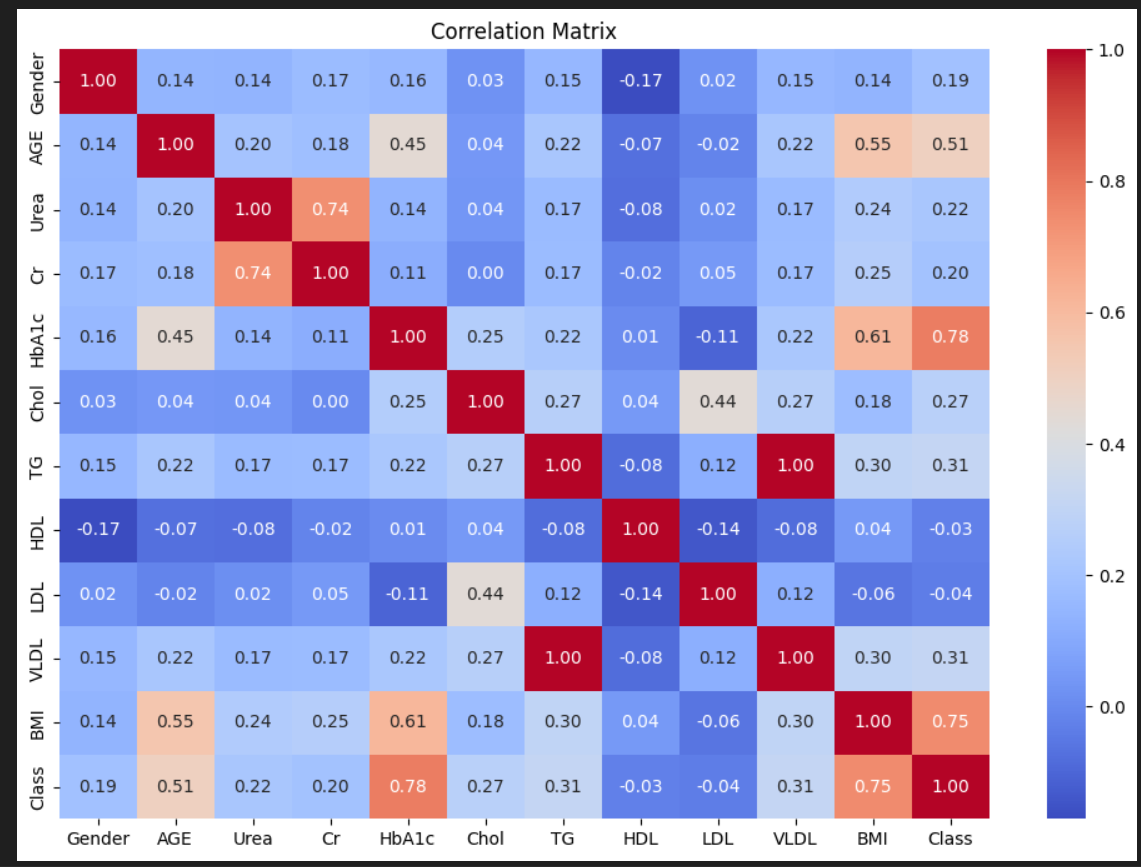 Correlation Matrix
Gender 1.00 0.14 0.14 0.17 0.16 0.03 0.15 -0.17 0.02 0.15 0.14 0.19
AGE 0.14 1.00 0.20 0.18 0.45 0.04 0.22 -0.07 -0.02 0.22 0.55 0.51
Urea 0.14 0.20 1.00 0.74 0.14 0.04 0.17 -0.08 0.02 0.17 0.24 0.22
Cr 0.17 0.18 0.74 1.00 0.11 0.00 0.17 -0.02 0.05 0.17 0.25 0.20
HbA1c 0.16 0.45 0.14 0.11 1.00 0.25 0.22 0.01 -0.11 0.22 0.61 0.78
Chol 0.03 0.04 0.04 0.00 0.25 1.00 0.27 0.04 0.44 0.27 0.18 0.27
TG 0.15 0.22 0.17 0.17 0.22 0.27 1.00 -0.08 0.12 1.00 0.30 0.31
HDL -0.17 -0.07 -0.08 -0.02 0.01 0.04 -0.08 1.00 -0.14 -0.08 0.04 -0.03
LDL 0.02 -0.02 0.02 0.05 -0.11 0.44 0.12 -0.14 1.00 0.12 -0.06 -0.04
VLDL 0.15 0.22 0.17 0.17 0.22 0.27 1.00 -0.08 0.12 1.00 0.30 0.31
BMI 0.14 0.55 0.24 0.25 0.61 0.18 0.30 0.04 -0.06 0.30 1.00 0.75
Class 0.19 0.51 0.22 0.20 0.78 0.27 0.31 -0.03 -0.04 0.31 0.75 1.00
Gender AGE Urea Cr HbA1c Chol TG HDL LDL VLDL BMI Class
1.0
0.8
0.6
0.4
0.2
0.0